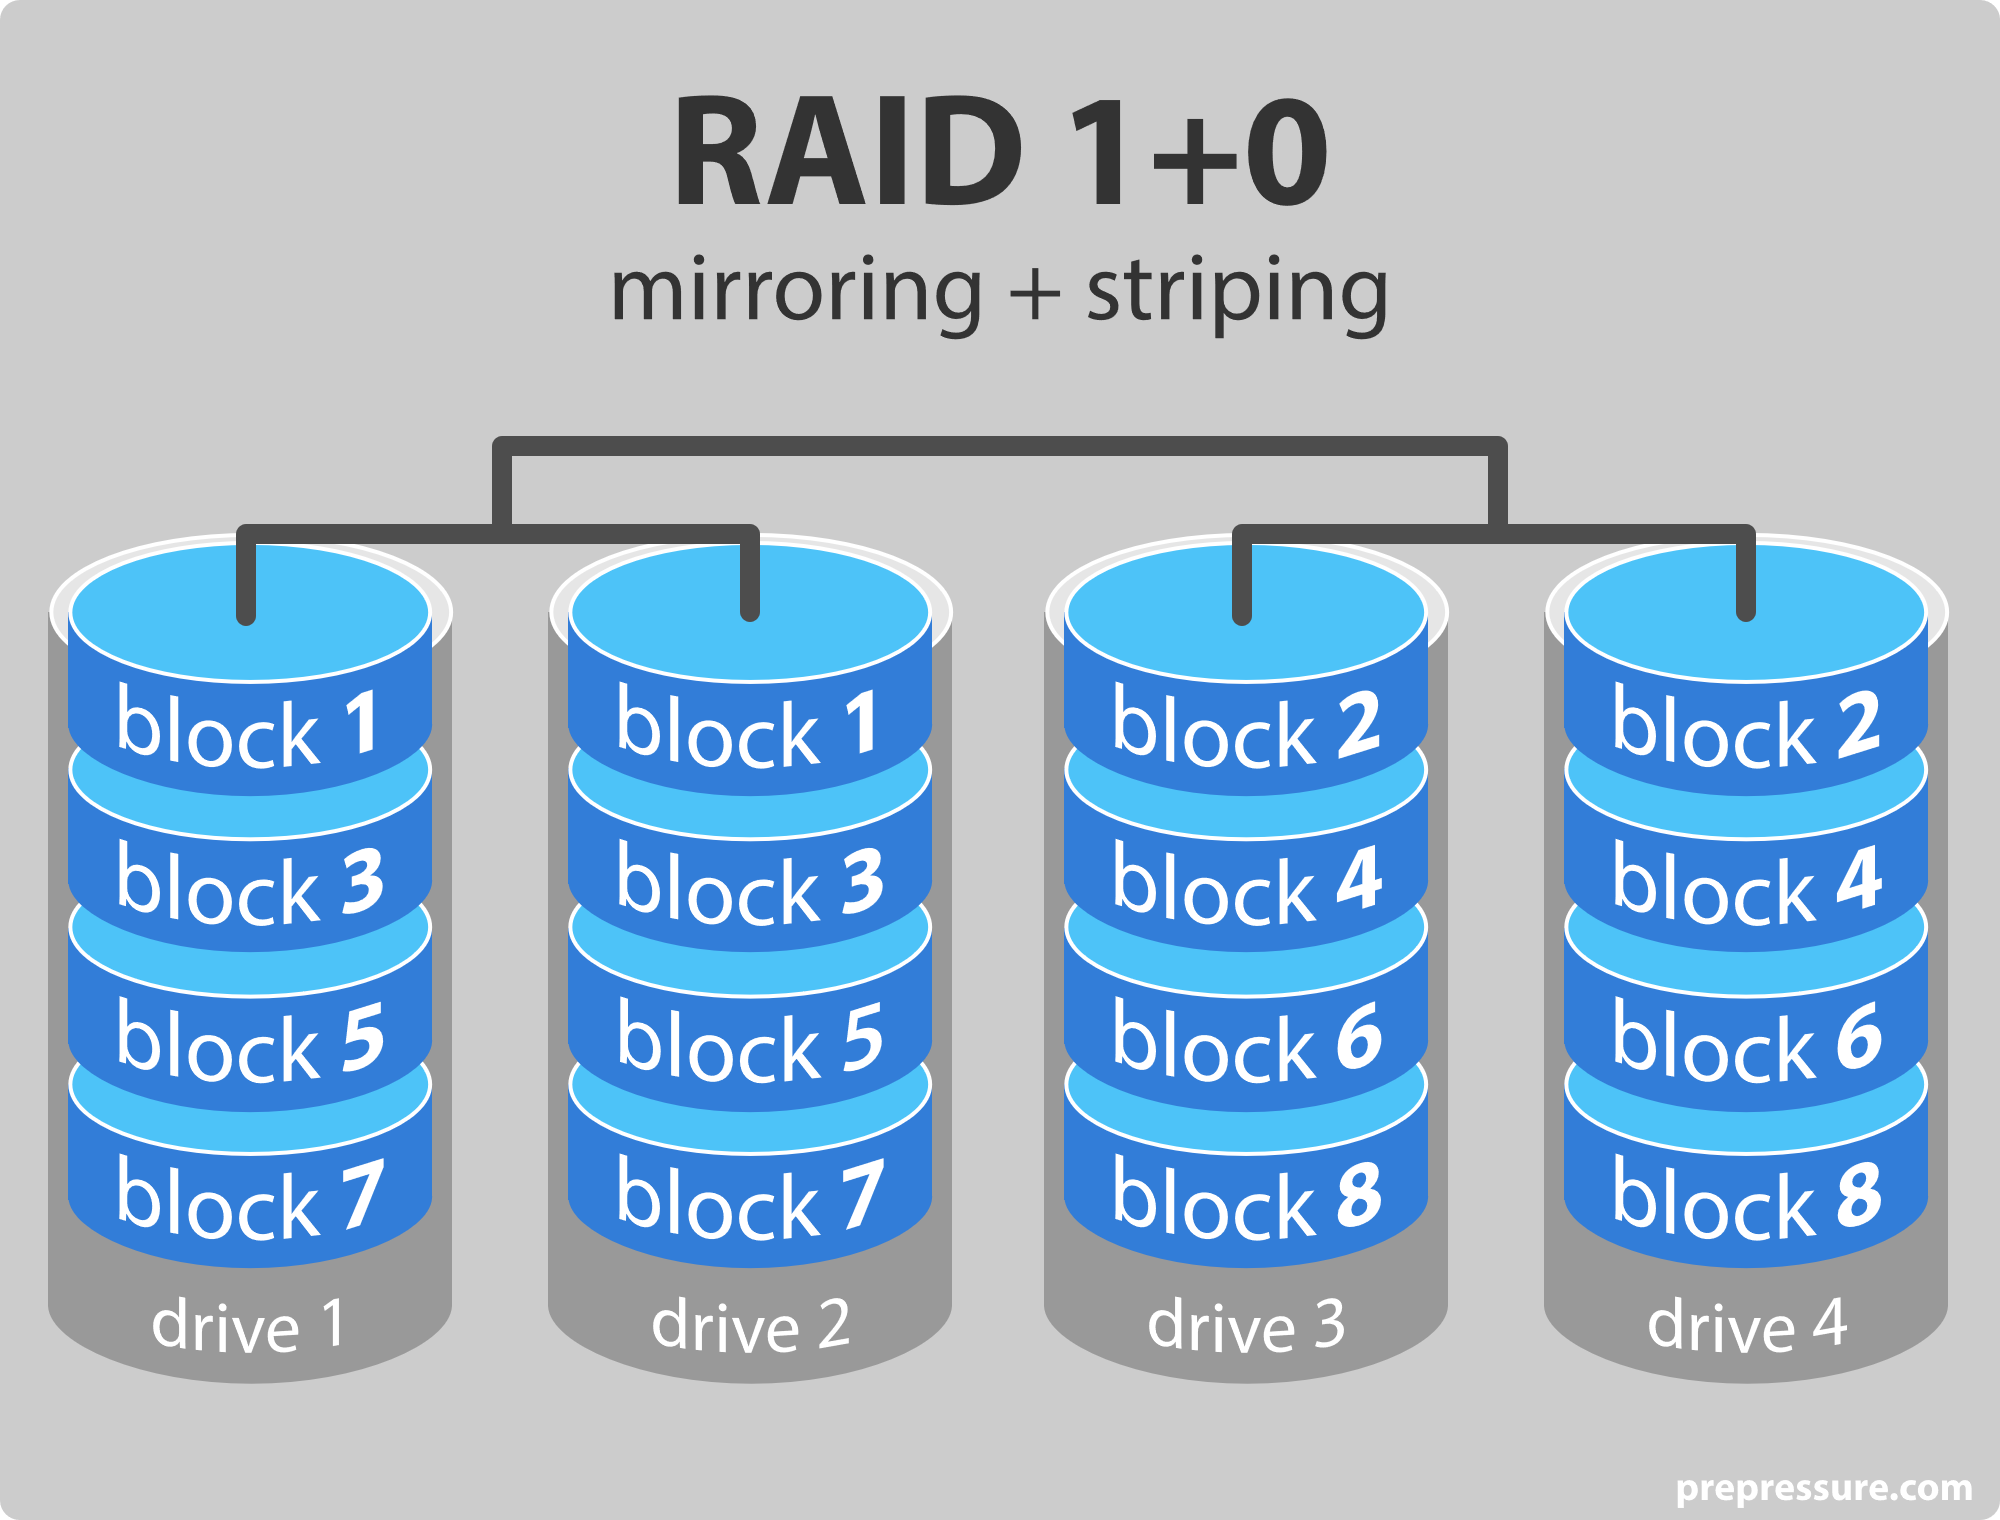 RAID 1+0
mirroring + striping
block 1
block 3
block 5
block 7
drive 1
block 1
block 3
block 5
block 7
drive 2
block 2
block 4
block 6
block 8
drive 3
block 2
block 4
block 6
block 8
drive 4
prepressure.com